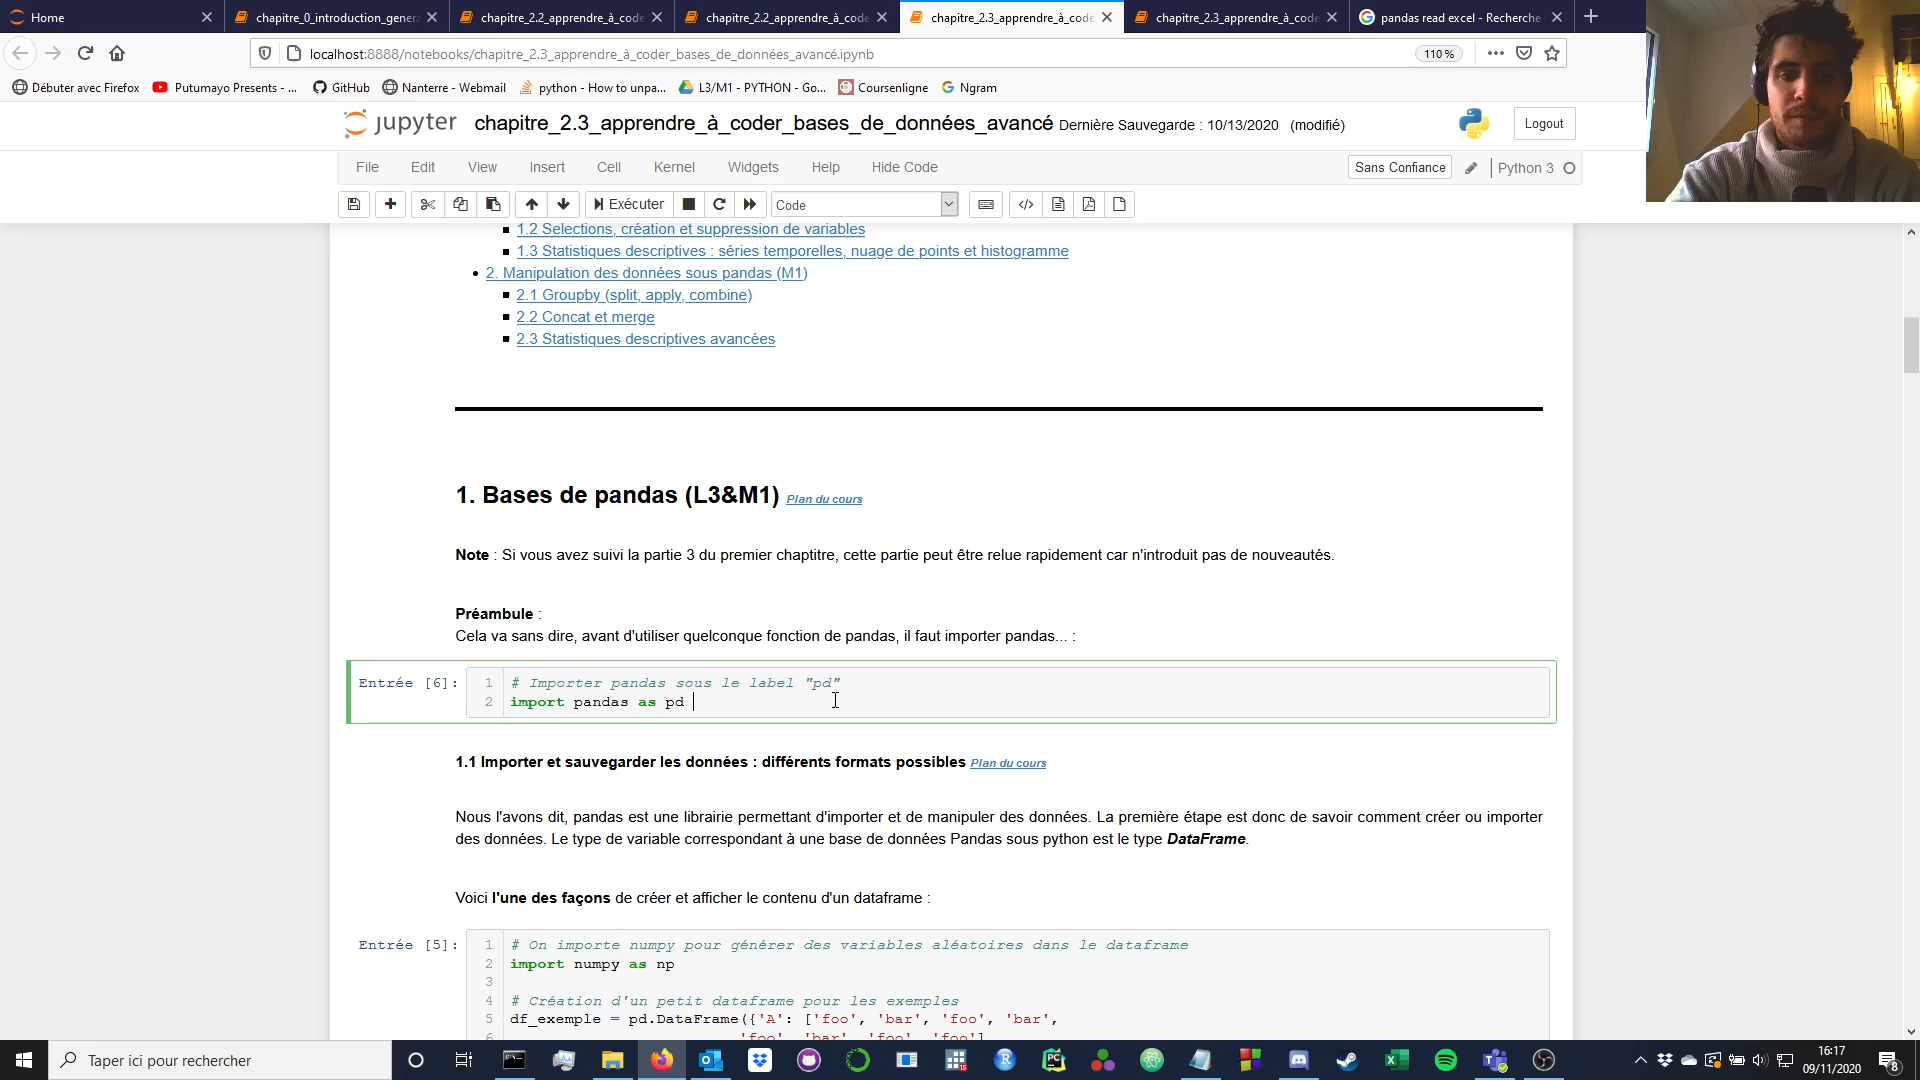 Home
chapitre_0_introduction_genera
chapitre_2.2_apprendre_à_code
chapitre_2.2_apprendre_à_code
chapitre_2.3_apprendre_à_code
chapitre_2.3_apprendre_à_code
pandas read excel - Recherche
localhost:8888/notebooks/chapitre_2.3_apprendre_à_coder_bases_de_données_avancé.ipynb
110 %
Débuter avec Firefox
Putumayo Presents - ...
GitHub
Nanterre - Webmail
python - How to unpa...
L3/M1 - PYTHON - Go...
Coursenligne
Ngram
jupyter
chapitre_2.3_apprendre_à_coder_bases_de_données_avancé Dernière Sauvegarde : 10/13/2020 (modifié)
Logout
File Edit View Insert Cell Kernel Widgets Help Hide Code
Sans Confiance
Python 3
Exécuter
Code
1.2 Selections, création et suppression de variables
1.3 Statistiques descriptives : séries temporelles, nuage de points et histogramme
2. Manipulation des données sous pandas (M1)
2.1 Groupby (split, apply, combine)
2.2 Concat et merge
2.3 Statistiques descriptives avancées
1. Bases de pandas (L3&M1) Plan du cours
Note : Si vous avez suivi la partie 3 du premier chaptitre, cette partie peut être relue rapidement car n'introduit pas de nouveautés.
Préambule :
Cela va sans dire, avant d'utiliser quelconque fonction de pandas, il faut importer pandas... :
Entrée [6]:
1 # Importer pandas sous le label "pd"
2 import pandas as pd
1.1 Importer et sauvegarder les données : différents formats possibles Plan du cours
Nous l'avons dit, pandas est une librairie permettant d'importer et de manipuler des données. La première étape est donc de savoir comment créer ou importer
des données. Le type de variable correspondant à une base de données Pandas sous python est le type DataFrame.
Voici l'une des façons de créer et afficher le contenu d'un dataframe :
Entrée [5]:
1 # On importe numpy pour générer des variables aléatoires dans le dataframe
2 import numpy as np
3
4 # Création d'un petit dataframe pour les exemples
5 df_exemple = pd.DataFrame({'A': ['foo', 'bar', 'foo', 'bar',
6 'foo', 'bar', 'foo', 'foo'],
Taper ici pour rechercher
16:17
09/11/2020
8